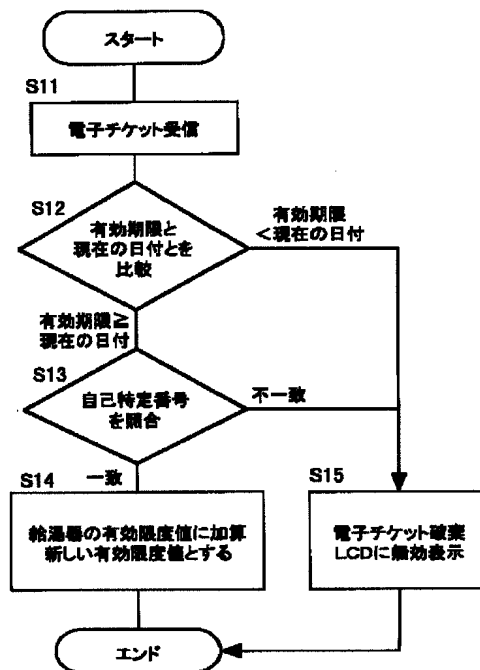 スタート
S11
電子チケット受信
S12
有効期限と
現在の日付とを
比較
有効期限
<現在の日付
有効期限≧
現在の日付
S13
自己特定番号
を照合
不一致
一致
S14
給湯器の有効限度値に加算
新しい有効限度値とする
S15
電子チケット破棄
LCDに無効表示
エンド